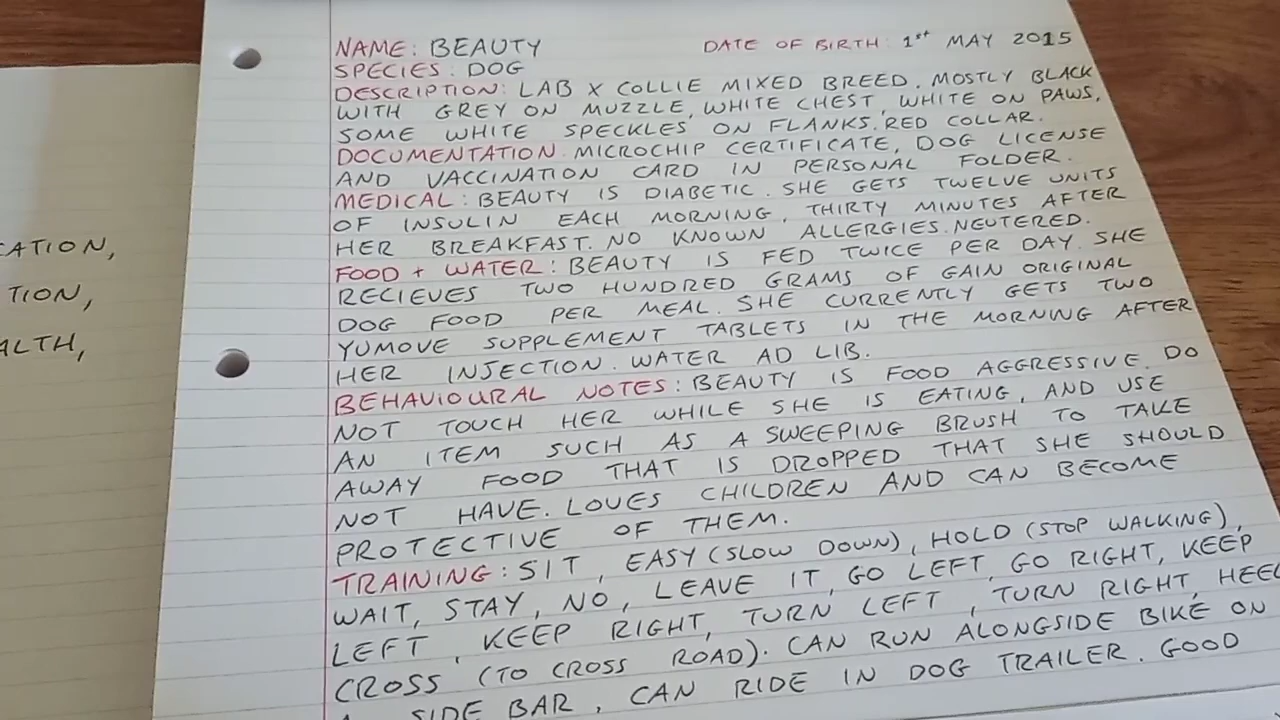 NAME: BEAUTY DATE OF BIRTH: 1st MAY 2015
SPECIES: DOG
DESCRIPTION: LAB X COLLIE MIXED BREED. MOSTLY BLACK
WITH GREY ON MUZZLE, WHITE CHEST, WHITE ON PAWS,
SOME WHITE SPECKLES ON FLANKS. RED COLLAR.
DOCUMENTATION. MICROCHIP CERTIFICATE, DOG LICENSE
AND VACCINATION CARD IN PERSONAL FOLDER.
MEDICAL: BEAUTY IS DIABETIC. SHE GETS TWELVE UNITS
OF INSULIN EACH MORNING, THIRTY MINUTES AFTER
HER BREAKFAST. NO KNOWN ALLERGIES. NEUTERED.
FOOD + WATER: BEAUTY IS FED TWICE PER DAY. SHE
RECIEVES TWO HUNDRED GRAMS OF GAIN ORIGINAL
DOG FOOD PER MEAL. SHE CURRENTLY GETS TWO
YUMOVE SUPPLEMENT TABLETS IN THE MORNING AFTER
HER INJECTION. WATER AD LIB.
BEHAVIOURAL NOTES: BEAUTY IS FOOD AGGRESSIVE. DO
NOT TOUCH HER WHILE SHE IS EATING, AND USE
AN ITEM SUCH AS A SWEEPING BRUSH TO TAKE
AWAY FOOD THAT IS DROPPED THAT SHE SHOULD
NOT HAVE. LOVES CHILDREN AND CAN BECOME
PROTECTIVE OF THEM.
TRAINING: SIT, EASY (SLOW DOWN), HOLD (STOP WALKING),
WAIT, STAY, NO, LEAVE IT, GO LEFT, GO RIGHT, KEEP
LEFT, KEEP RIGHT, TURN LEFT, TURN RIGHT, HEEL
CROSS (TO CROSS ROAD). CAN RUN ALONGSIDE BIKE ON
SIDE BAR, CAN RIDE IN DOG TRAILER. GOOD
CATION,
TION,
ALTH,